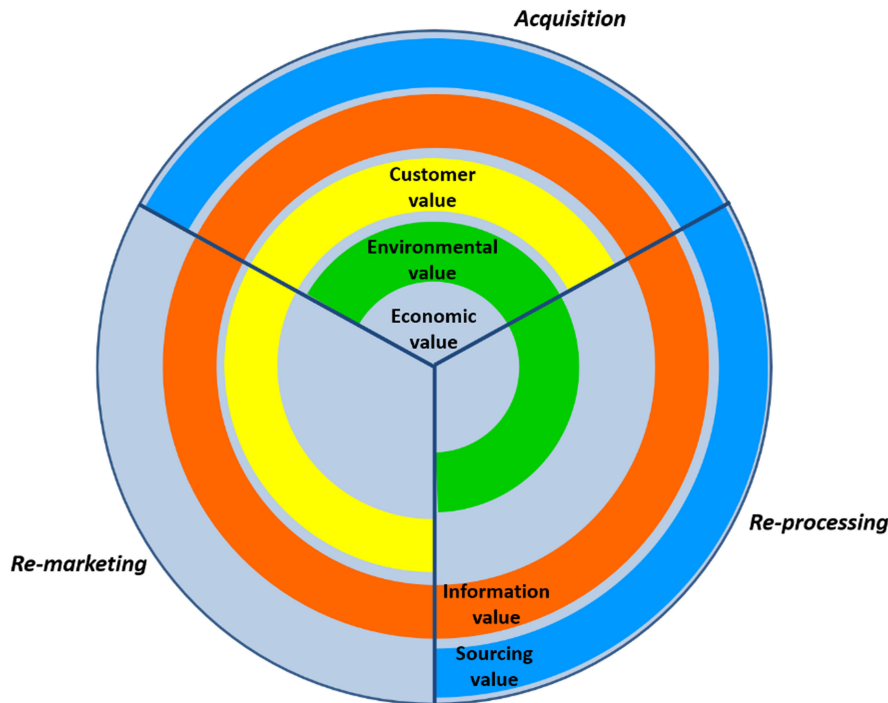 Acquisition
Customer
value
Environmental
value
Economic
value
Re-processing
Re-marketing
Information
value
Sourcing
value